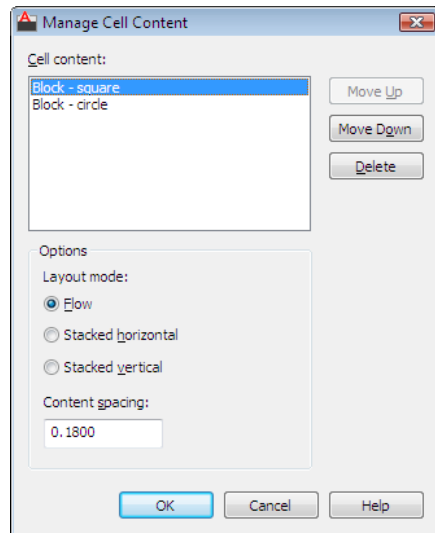 Manage Cell Content
Cell content:
Block - square
Block - circle
Move Up
Move Down
Delete
Options
Layout mode:
Flow
Stacked horizontal
Stacked vertical
Content spacing:
0.1800
OK
Cancel
Help